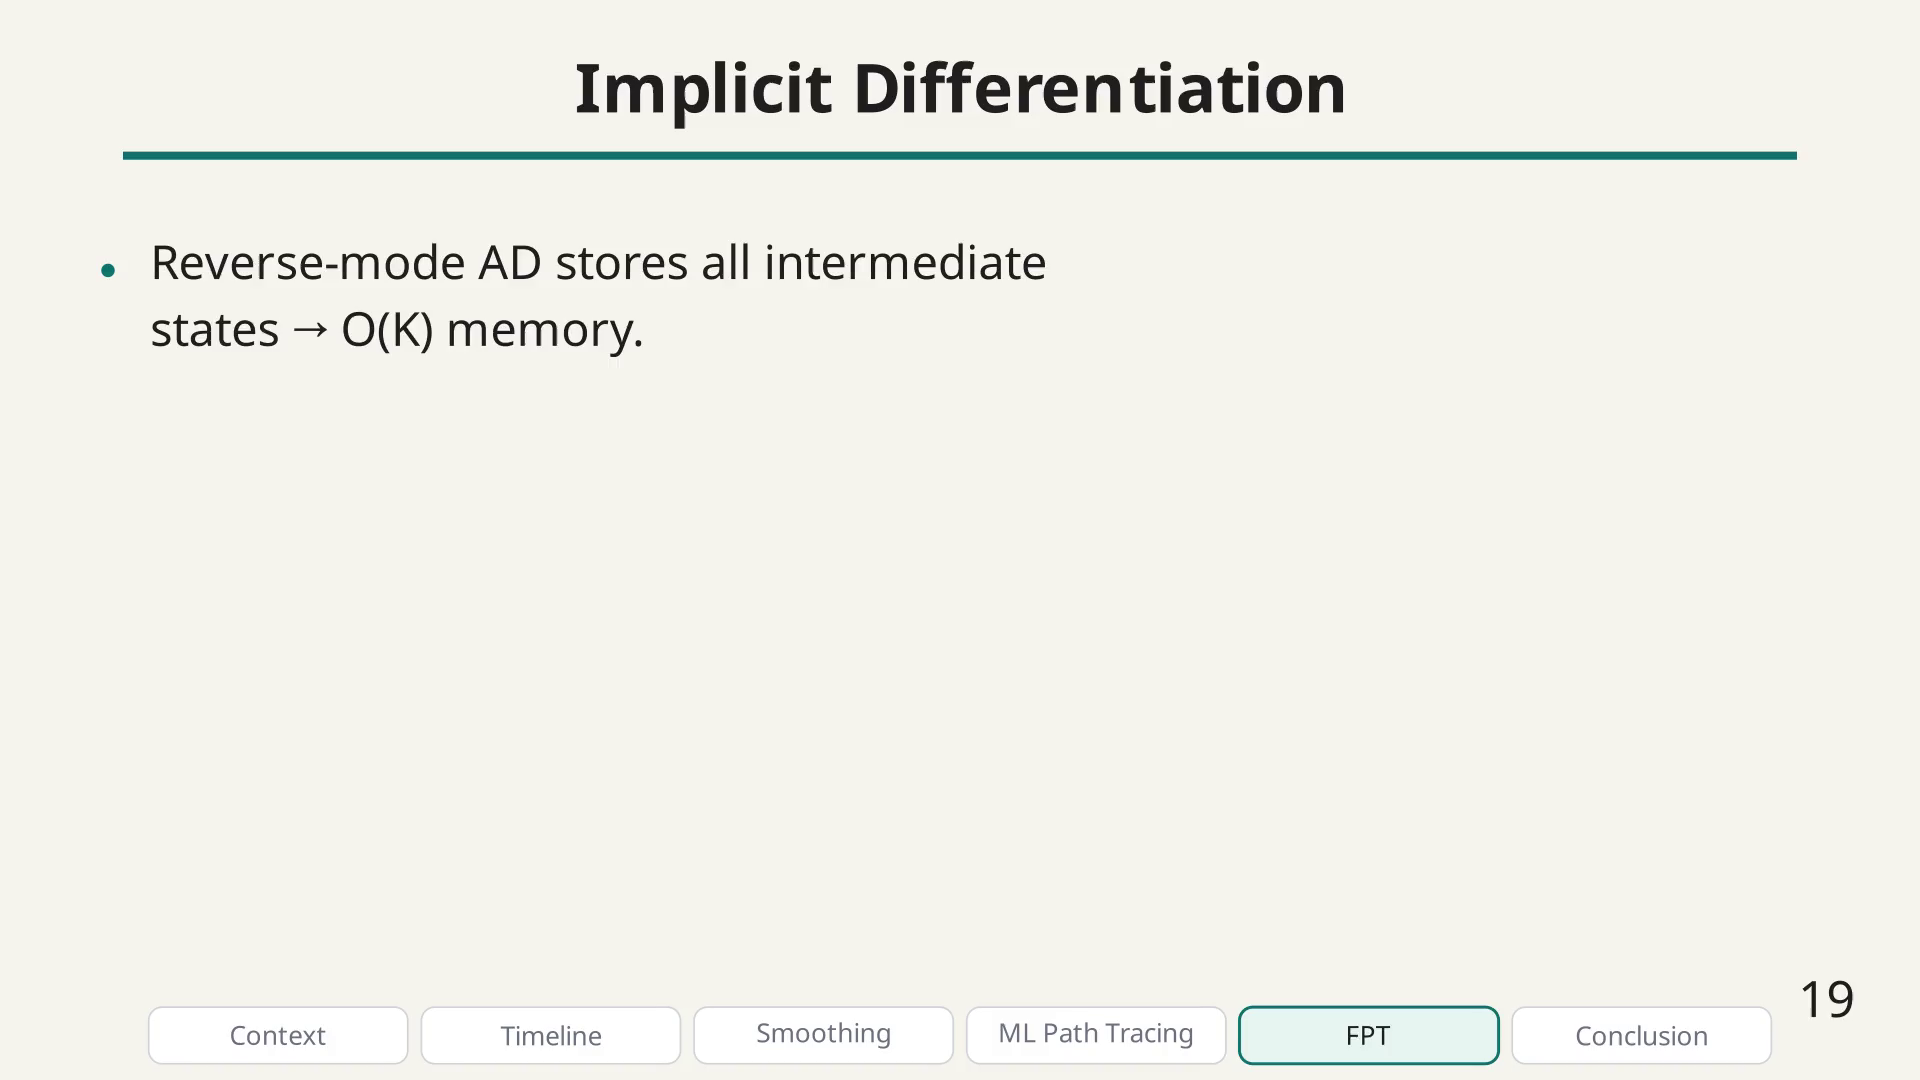 Implicit Differentiation
• Reverse-mode AD stores all intermediate
states → O(K) memory.
19
Context
Timeline
Smoothing
ML Path Tracing
FPT
Conclusion